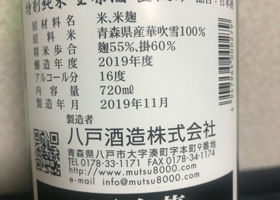 特別純米
原材料名 米、米麹
原料米 青森県産華吹雪100%
精米歩合 麹55%、掛60%
醸造年度 2019年度
アルコール分 16度
内容量 720ml
製造年月 2019年11月
製造者
八戸酒造株式会社
青森県八戸市大字湊町字本町9番地
TEL 0178-33-1171
FAX 0178-34-1174
http://www.mutsu8000.com
e-mail info@mutsu8000.com